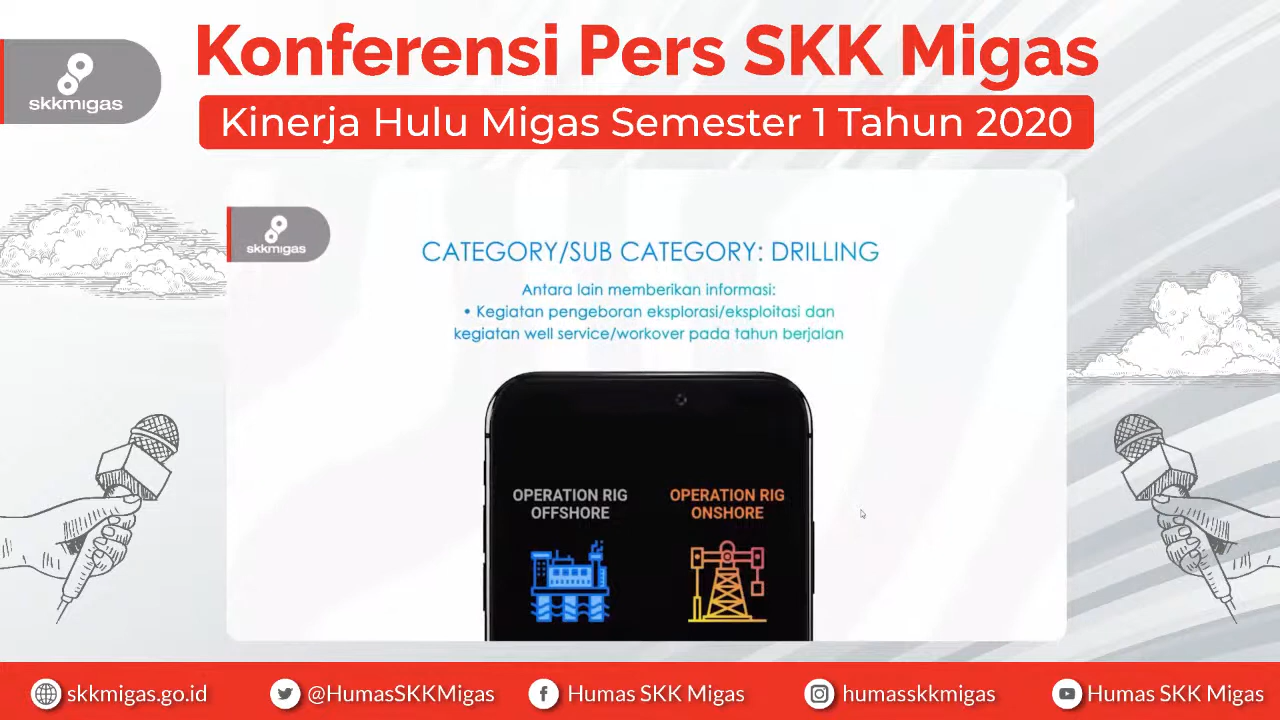 Konferensi Pers SKK Migas
skkmigas
Kinerja Hulu Migas Semester 1 Tahun 2020
skkmigas
CATEGORY/SUB CATEGORY: DRILLING
Antara lain memberikan informasi:
• Kegiatan pengeboran eksplorasi/eksploitasi dan
kegiatan well service/workover pada tahun berjalan
OPERATION RIG
OFFSHORE
OPERATION RIG
ONSHORE
skkmigas.go.id
@HumasSKKMigas
Humas SKK Migas
humasskkmigas
Humas SKK Migas